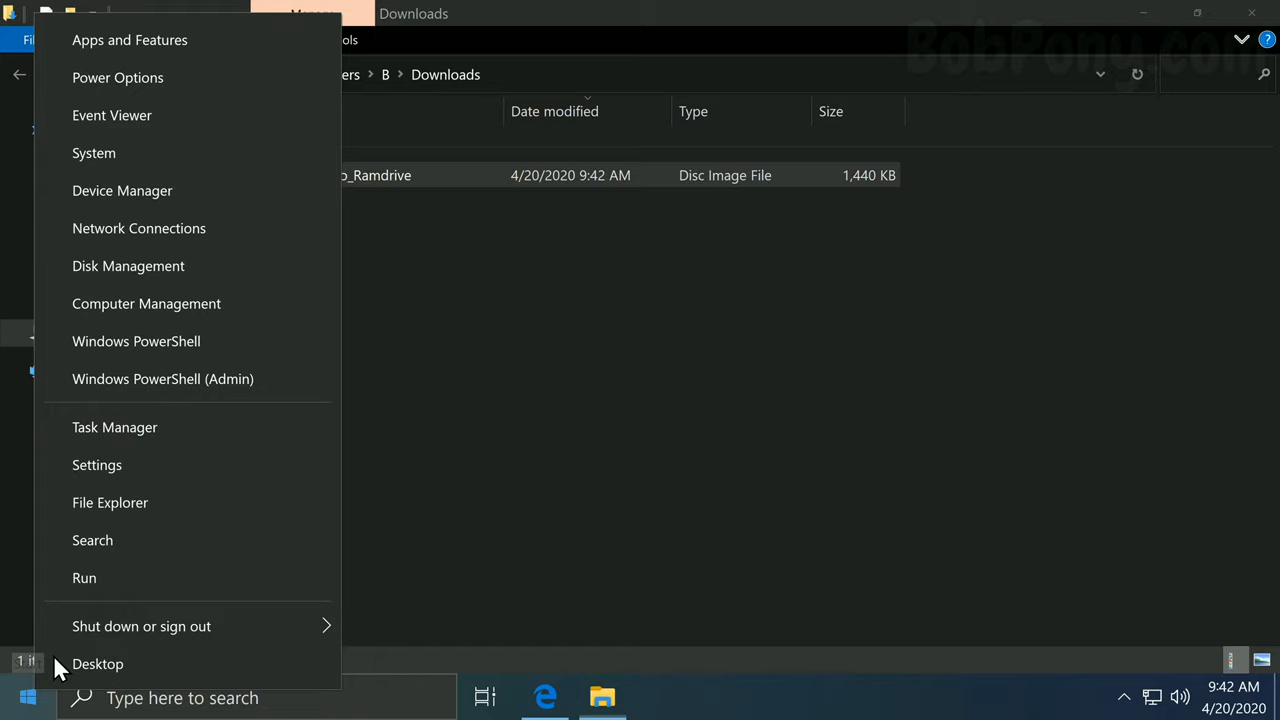 Downloads
Fil
ols
BobPony.com
ers > B > Downloads
Date modified
Type
Size
o_Ramdrive
4/20/2020 9:42 AM
Disc Image File
1,440 KB
Apps and Features
Power Options
Event Viewer
System
Device Manager
Network Connections
Disk Management
Computer Management
Windows PowerShell
Windows PowerShell (Admin)
Task Manager
Settings
File Explorer
Search
Run
Shut down or sign out
Desktop
1 it
Type here to search
9:42 AM
4/20/2020